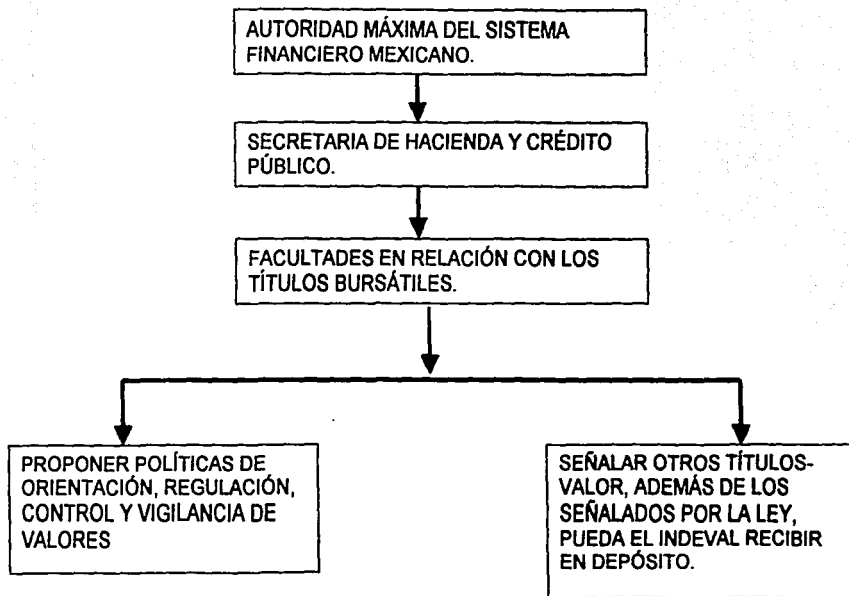 AUTORIDAD MÁXIMA DEL SISTEMA
FINANCIERO MEXICANO.
SECRETARIA DE HACIENDA Y CRÉDITO
PÚBLICO.
FACULTADES EN RELACIÓN CON LOS
TÍTULOS BURSÁTILES.
PROPONER POLÍTICAS DE
ORIENTACIÓN, REGULACIÓN,
CONTROL Y VIGILANCIA DE
VALORES
SEÑALAR OTROS TÍTULOS-
VALOR, ADEMÁS DE LOS
SEÑALADOS POR LA LEY,
PUEDA EL INDEVAL RECIBIR
EN DEPÓSITO.